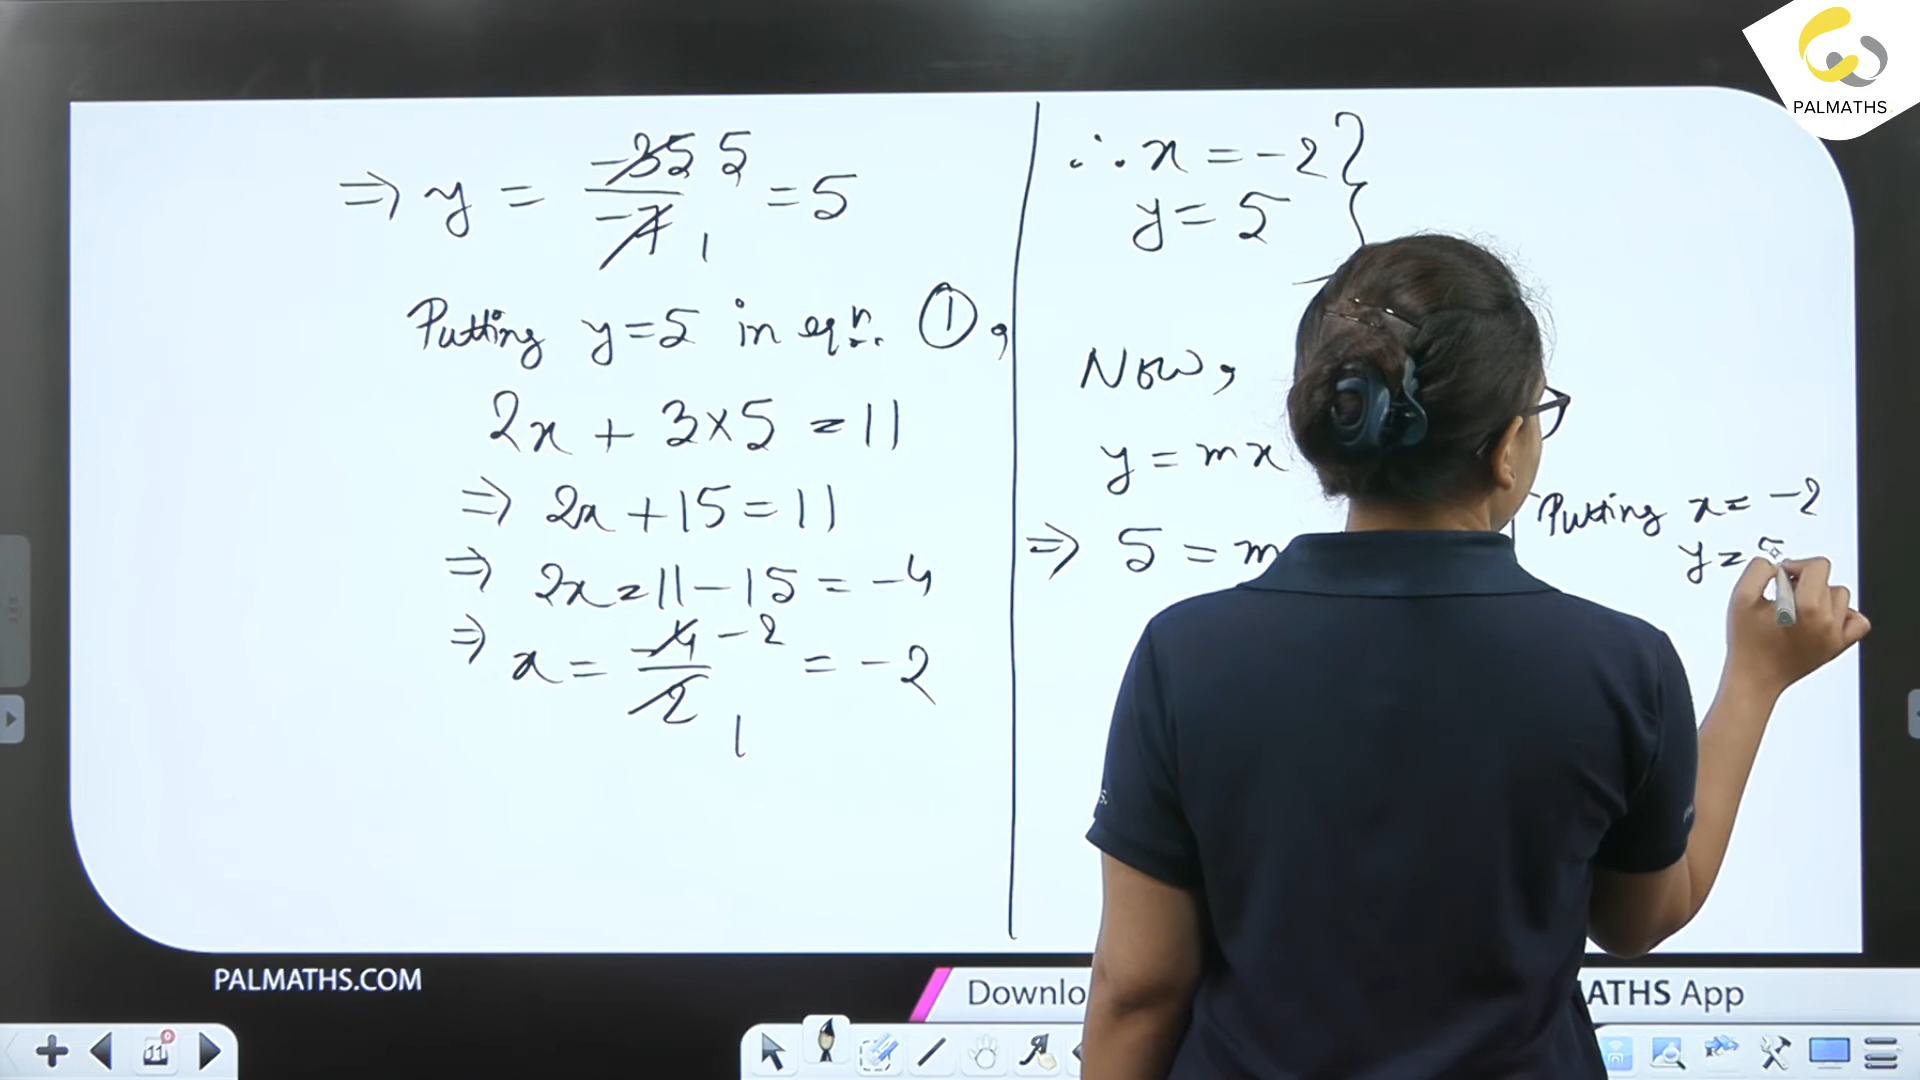 ⇒ y = -35/-7 5 1 = 5
Putting y=5 in eqn. ①,
2x + 3×5 = 11
⇒ 2x+15 = 11
⇒ 2x = 11-15 = -4
⇒ x = -4/2 -2 1 = -2
∴ x = -2 }
y = 5
Now,
y = mx
⇒ 5 = m
Putting x = -2
y = 5
PALMATHS.
PALMATHS.COM
Downlo
ATHS App
11